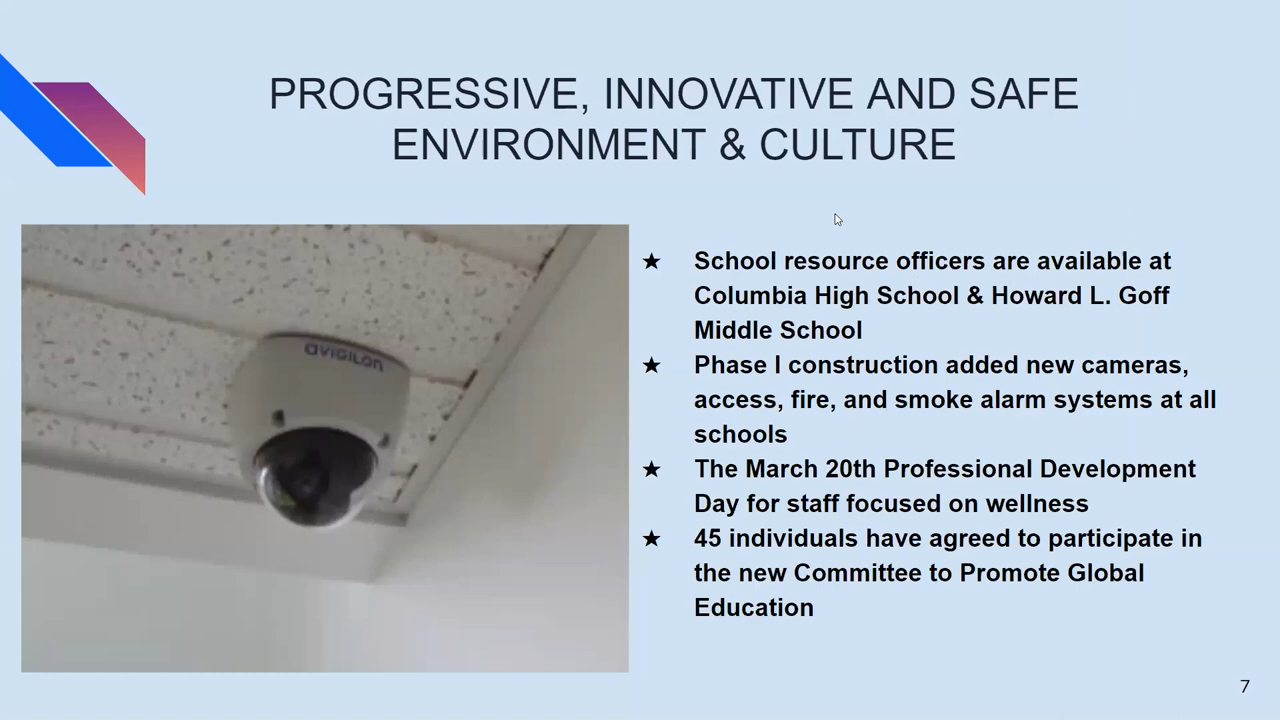 PROGRESSIVE, INNOVATIVE AND SAFE
ENVIRONMENT & CULTURE
avigilon
★ School resource officers are available at
Columbia High School & Howard L. Goff
Middle School
★ Phase I construction added new cameras,
access, fire, and smoke alarm systems at all
schools
★ The March 20th Professional Development
Day for staff focused on wellness
★ 45 individuals have agreed to participate in
the new Committee to Promote Global
Education
7